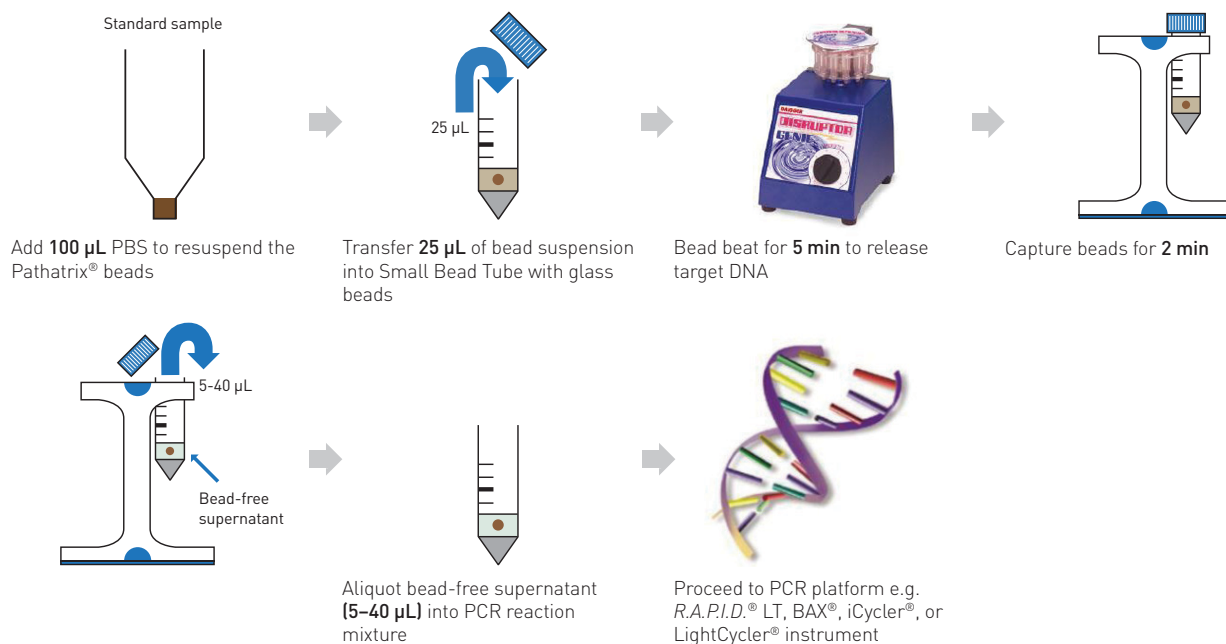 Standard sample
Add 100 µL PBS to resuspend the
Pathatrix® beads
25 µL
Transfer 25 µL of bead suspension
into Small Bead Tube with glass
beads
DISRUPTOR
GENIE
Bead beat for 5 min to release
target DNA
Capture beads for 2 min
5-40 µL
Bead-free
supernatant
Aliquot bead-free supernatant
(5–40 µL) into PCR reaction
mixture
Proceed to PCR platform e.g.
R.A.P.I.D.® LT, BAX®, iCycler®, or
LightCycler® instrument